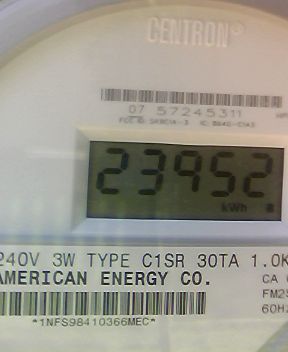 CENTRON®
07 57245311
23952
kWh
240V 3W TYPE C1SR 30TA 1.0K
AMERICAN ENERGY CO.
CA
FM2S
60HZ
*1NFS98410366MEC*